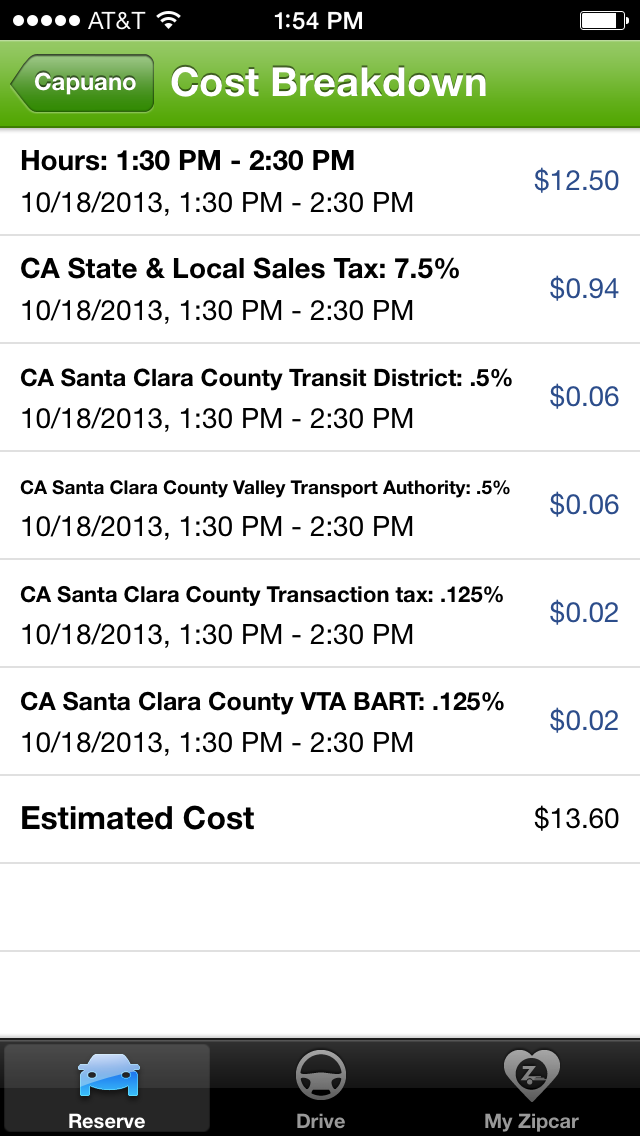 AT&T 1:54 PM
Capuano Cost Breakdown
Hours: 1:30 PM - 2:30 PM
10/18/2013, 1:30 PM - 2:30 PM
$12.50
CA State & Local Sales Tax: 7.5%
10/18/2013, 1:30 PM - 2:30 PM
$0.94
CA Santa Clara County Transit District: .5%
10/18/2013, 1:30 PM - 2:30 PM
$0.06
CA Santa Clara County Valley Transport Authority: .5%
10/18/2013, 1:30 PM - 2:30 PM
$0.06
CA Santa Clara County Transaction tax: .125%
10/18/2013, 1:30 PM - 2:30 PM
$0.02
CA Santa Clara County VTA BART: .125%
10/18/2013, 1:30 PM - 2:30 PM
$0.02
Estimated Cost $13.60
Z
Reserve Drive My Zipcar